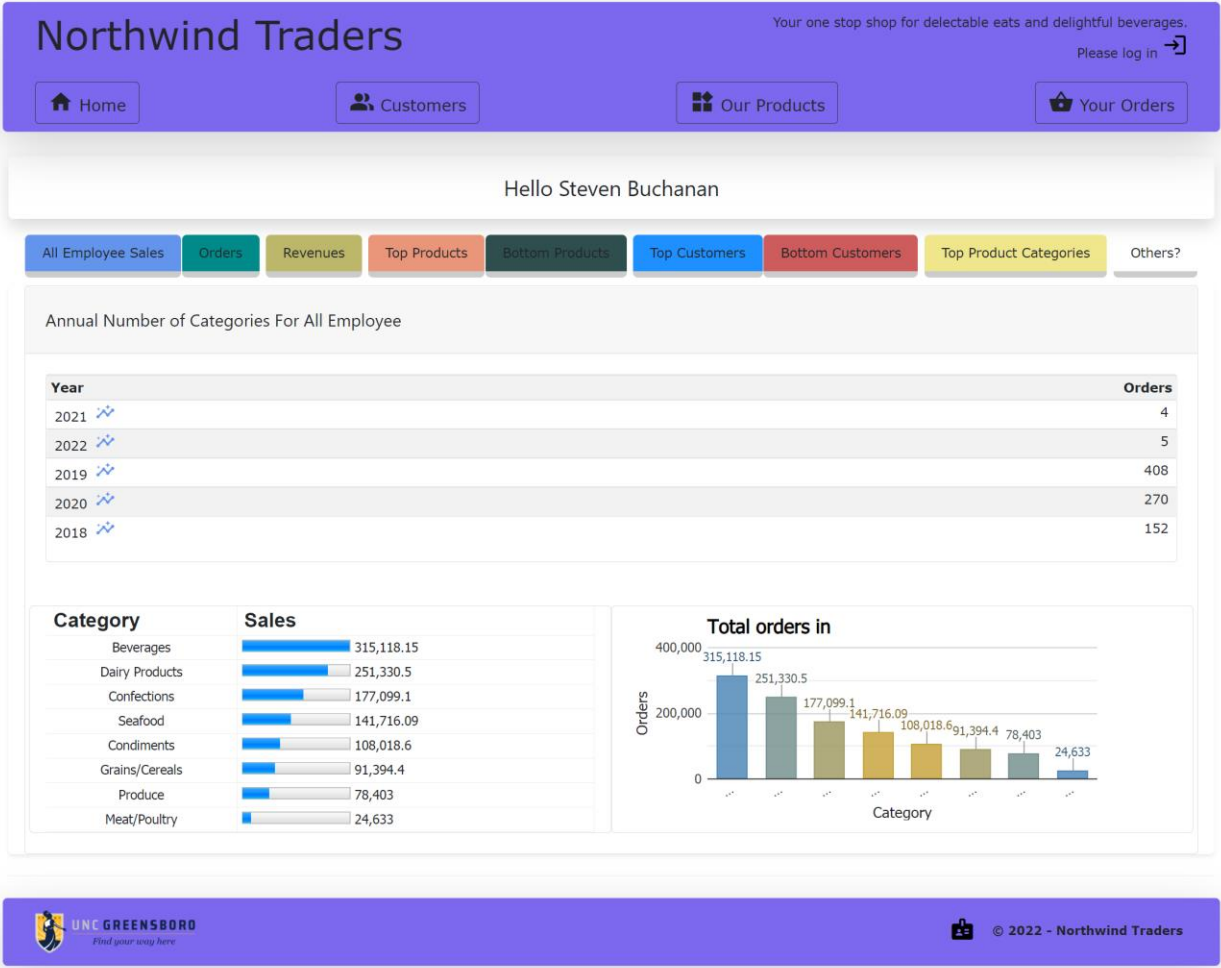 Northwind Traders
Your one stop shop for delectable eats and delightful beverages.
Please log in
Home
Customers
Our Products
Your Orders
Hello Steven Buchanan
All Employee Sales
Orders
Revenues
Top Products
Bottom Products
Top Customers
Bottom Customers
Top Product Categories
Others?
Annual Number of Categories For All Employee
Year Orders
2021 4
2022 5
2019 408
2020 270
2018 152
Category Sales
Beverages 315,118.15
Dairy Products 251,330.5
Confections 177,099.1
Seafood 141,716.09
Condiments 108,018.6
Grains/Cereals 91,394.4
Produce 78,403
Meat/Poultry 24,633
Total orders in
Orders
400,000
200,000
0
315,118.15
251,330.5
177,099.1
141,716.09
108,018.6
91,394.4
78,403
24,633
... ... ... ... ... ... ... ...
Category
UNC GREENSBORO
Find your way here
© 2022 - Northwind Traders